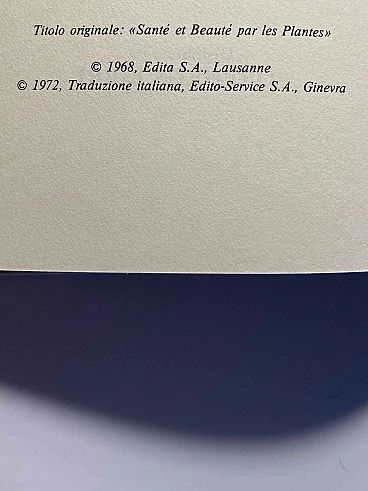 Titolo originale: «Santé et Beauté par les Plantes»
© 1968, Edita S.A., Lausanne
© 1972, Traduzione italiana, Edito-Service S.A., Ginevra